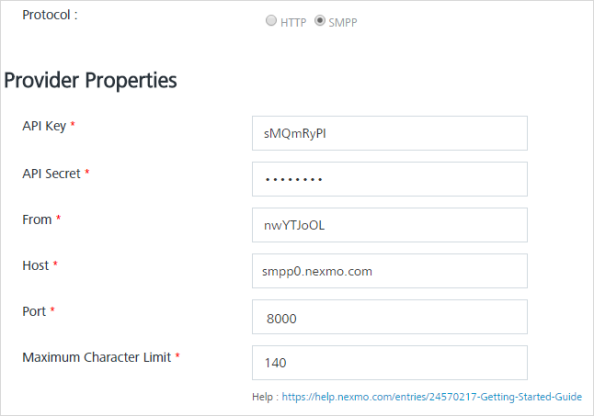 Protocol : HTTP SMPP
Provider Properties
API Key * sMQmRyPI
API Secret * ••••••••
From * nwYTJoOL
Host * smpp0.nexmo.com
Port * 8000
Maximum Character Limit * 140
Help : https://help.nexmo.com/entries/24570217-Getting-Started-Guide